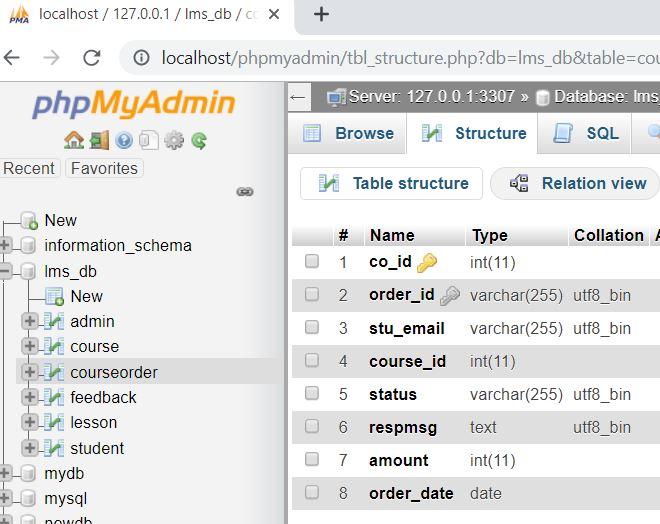 PMA localhost / 127.0.0.1 / lms_db / co
localhost/phpmyadmin/tbl_structure.php?db=lms_db&table=cou
phpMyAdmin
Recent Favorites
New
information_schema
lms_db
New
admin
course
courseorder
feedback
lesson
student
mydb
mysql
newdb
Server: 127.0.0.1:3307 » Database: lms
Browse Structure SQL
Table structure Relation view
# Name Type Collation A
1 co_id int(11)
2 order_id varchar(255) utf8_bin
3 stu_email varchar(255) utf8_bin
4 course_id int(11)
5 status varchar(255) utf8_bin
6 respmsg text utf8_bin
7 amount int(11)
8 order_date date